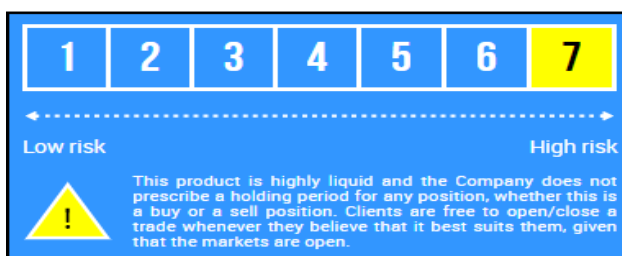 1 2 3 4 5 6 7
Low risk High risk
This product is highly liquid and the Company does not
prescribe a holding period for any position, whether this is
! a buy or a sell position. Clients are free to open/close a
trade whenever they believe that it best suits them, given
that the markets are open.